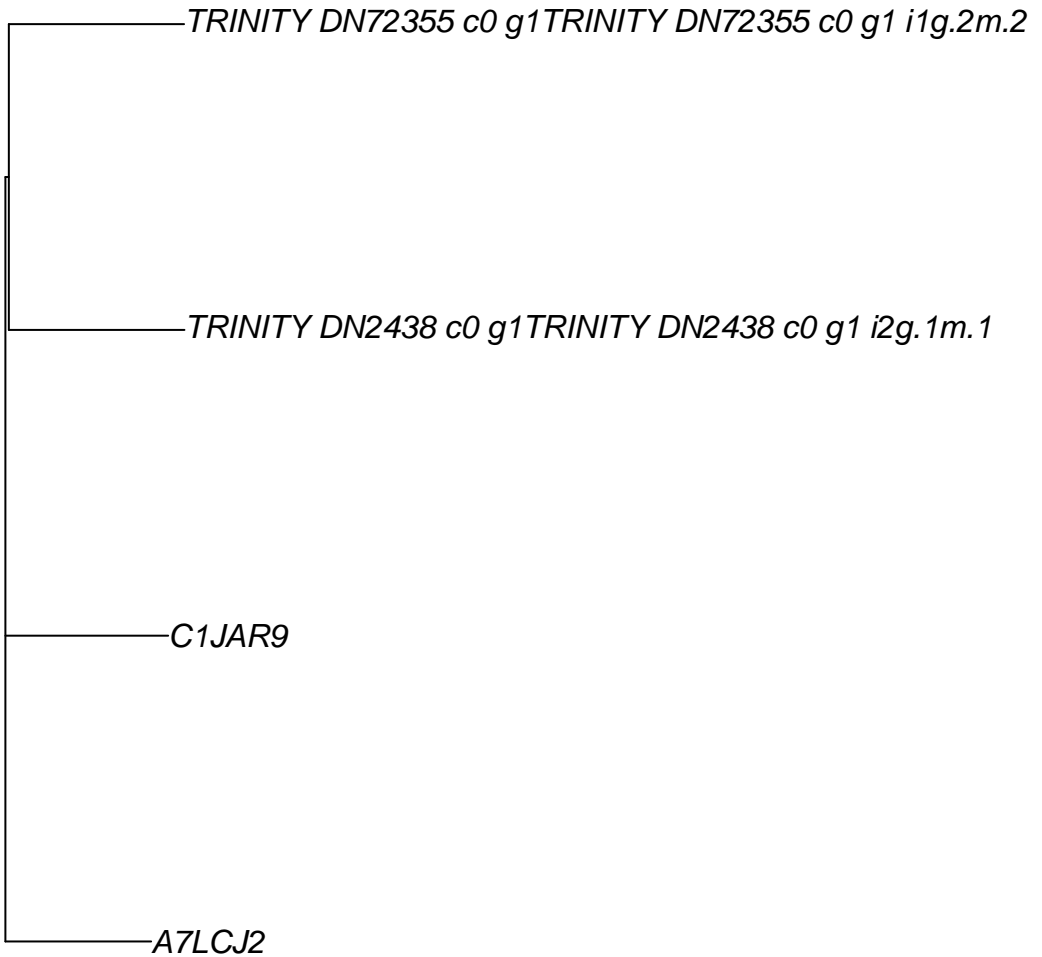 TRINITY DN72355 c0 g1TRINITY DN72355 c0 g1 i1g.2m.2
TRINITY DN2438 c0 g1TRINITY DN2438 c0 g1 i2g.1m.1
C1JAR9
A7LCJ2